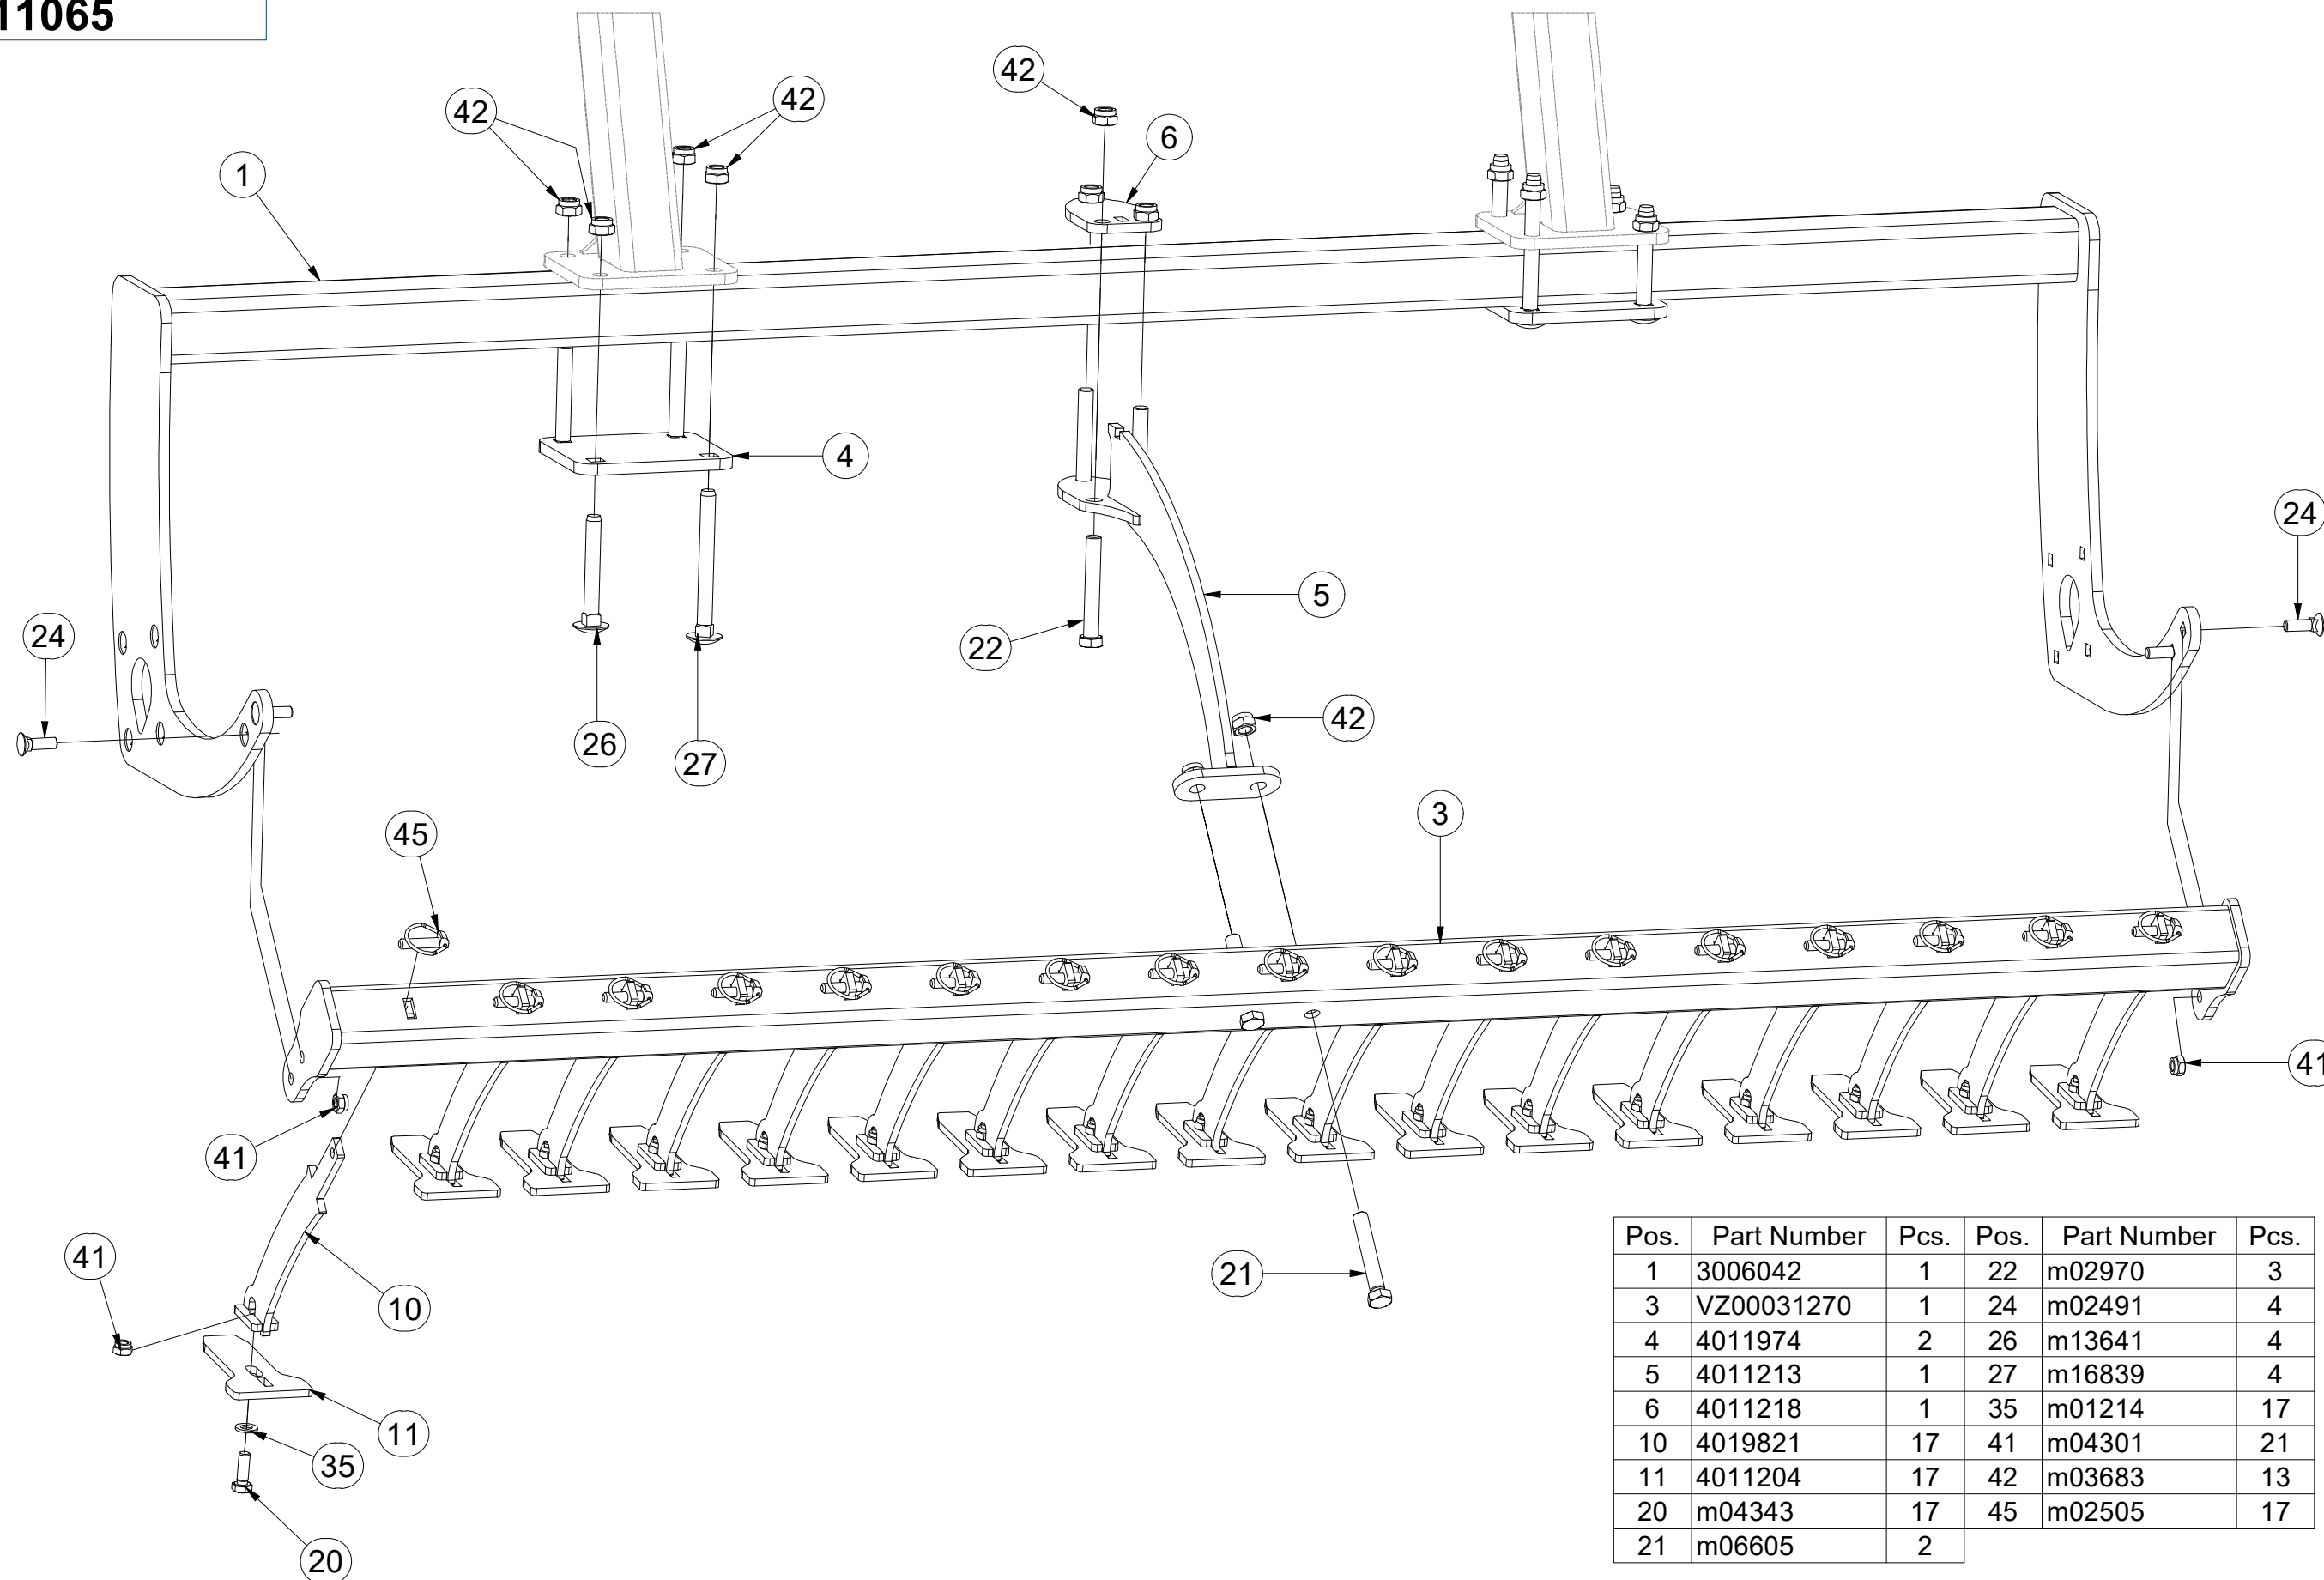 11065
42
42
42
6
1
4
24
5
22
26
27
42
24
45
3
41
41
41
10
21
11
35
20
Pos. Part Number Pcs. Pos. Part Number Pcs.
1 3006042 1 22 m02970 3
3 VZ00031270 1 24 m02491 4
4 4011974 2 26 m13641 4
5 4011213 1 27 m16839 4
6 4011218 1 35 m01214 17
10 4019821 17 41 m04301 21
11 4011204 17 42 m03683 13
20 m04343 17 45 m02505 17
21 m06605 2